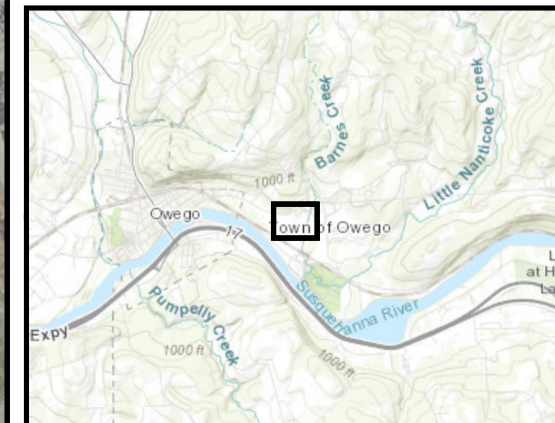 Barnes Creek
Little Nanticoke Creek
1000 ft
Owego
Town of Owego
17
Susquehanna River
L
at H
La
Pumpelly Creek
Expy
1000 ft
1000 ft